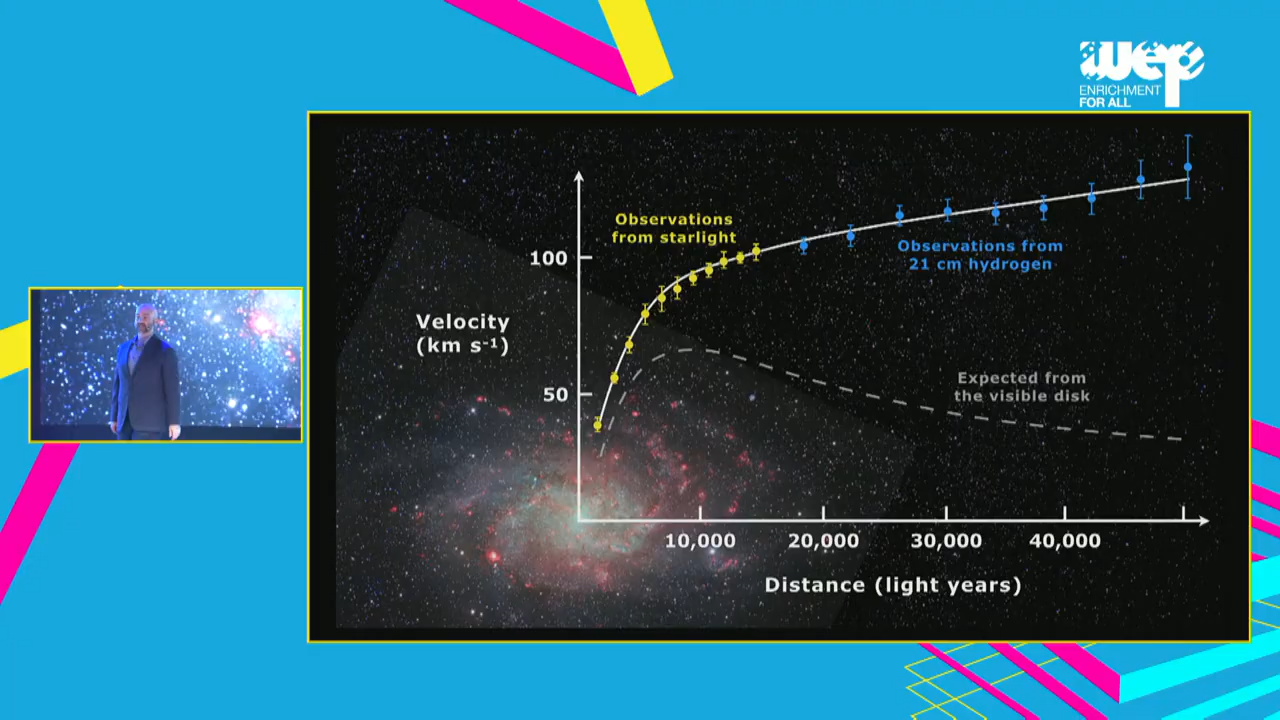 iwep
ENRICHMENT
FOR ALL
Observations
from starlight
100
Observations from
21 cm hydrogen
Velocity
(km s⁻¹)
Expected from
the visible disk
50
10,000
20,000
30,000
40,000
Distance (light years)